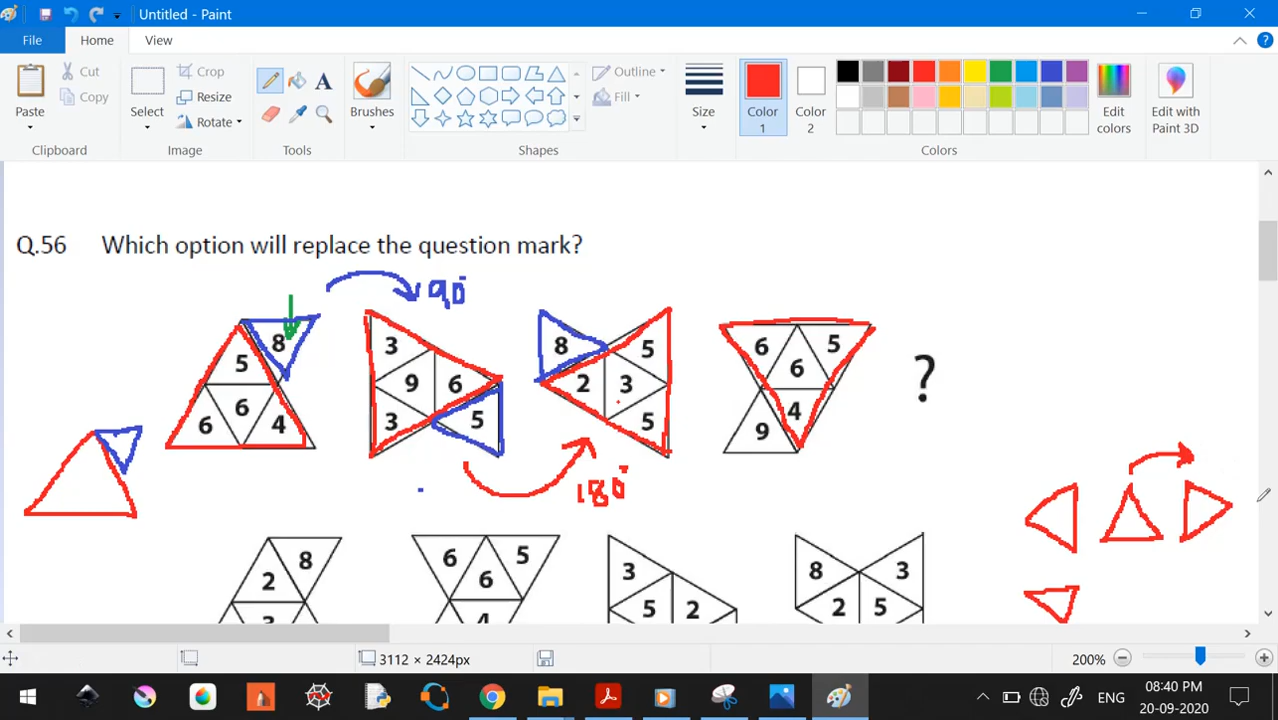 Untitled - Paint
File
Home
View
Paste
Cut
Copy
Clipboard
Select
Crop
Resize
Rotate
Image
A
Tools
Brushes
Outline
Fill
Shapes
Size
Color 1
Color 2
Edit colors
Edit with Paint 3D
Colors
Q.56 Which option will replace the question mark?
90°
8
5
6 6 4
3
9 6
3 5
8 5
2 3
5
6 5
6
4
9
?
180°
8
2
6 5
6
3
5 2
8 3
2 5
3112 × 2424px
200%
ENG
08:40 PM
20-09-2020